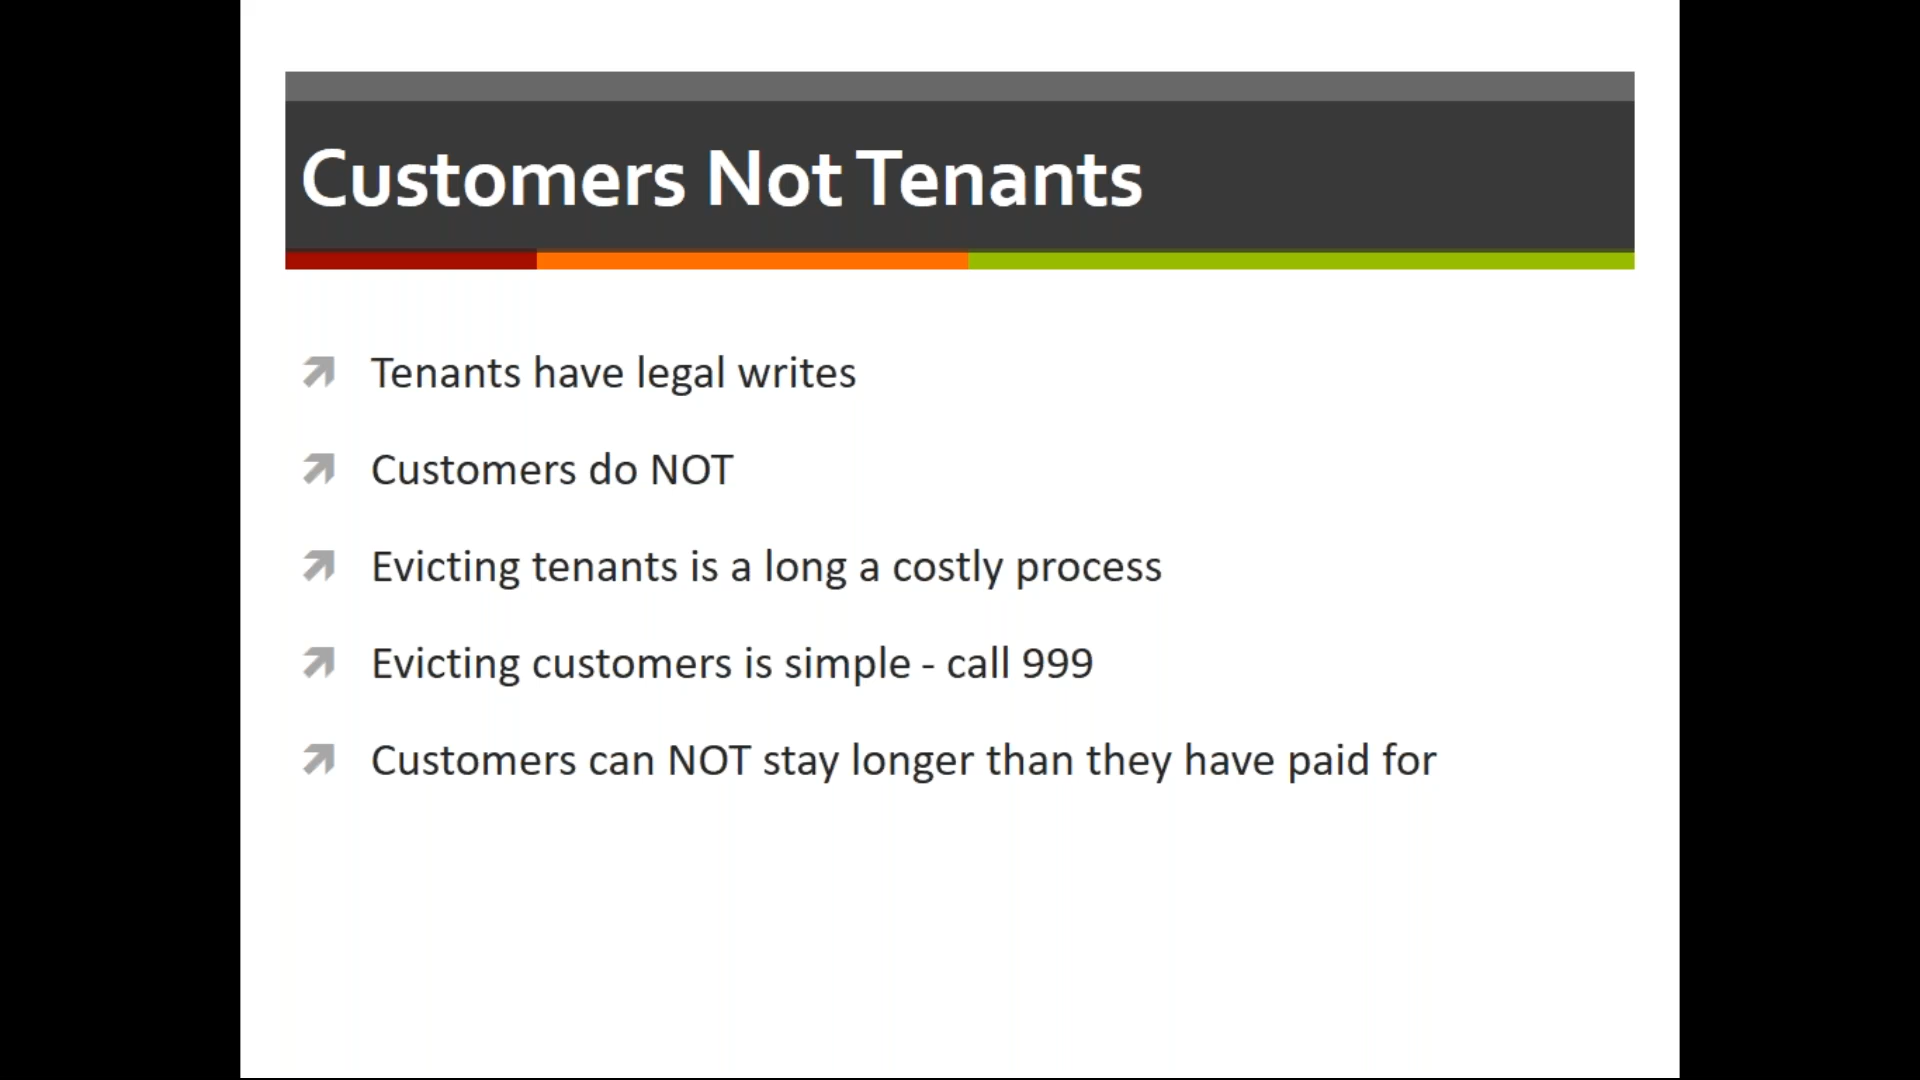 Customers Not Tenants
Tenants have legal writes
Customers do NOT
Evicting tenants is a long a costly process
Evicting customers is simple - call 999
Customers can NOT stay longer than they have paid for